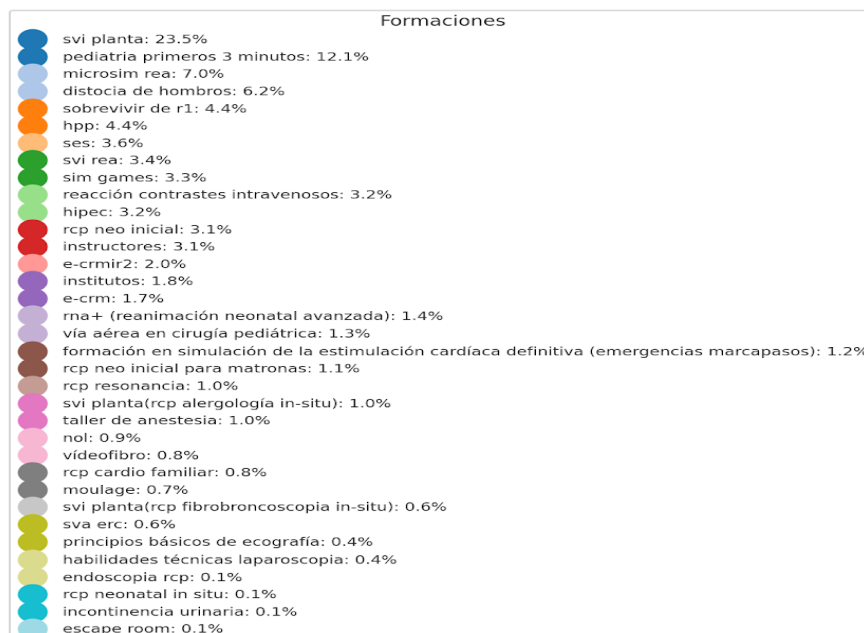 Formaciones
svi planta: 23.5%
pediatria primeros 3 minutos: 12.1%
microsim rea: 7.0%
distocia de hombros: 6.2%
sobrevivir de r1: 4.4%
hpp: 4.4%
ses: 3.6%
svi rea: 3.4%
sim games: 3.3%
reacción contrastes intravenosos: 3.2%
hipec: 3.2%
rcp neo inicial: 3.1%
instructores: 3.1%
e-crmir2: 2.0%
institutos: 1.8%
e-crm: 1.7%
rna+ (reanimación neonatal avanzada): 1.4%
vía aérea en cirugía pediátrica: 1.3%
formación en simulación de la estimulación cardíaca definitiva (emergencias marcapasos): 1.2%
rcp neo inicial para matronas: 1.1%
rcp resonancia: 1.0%
svi planta(rcp alergología in-situ): 1.0%
taller de anestesia: 1.0%
nol: 0.9%
vídeofibro: 0.8%
rcp cardio familiar: 0.8%
moulage: 0.7%
svi planta(rcp fibrobroncoscopia in-situ): 0.6%
sva erc: 0.6%
principios básicos de ecografía: 0.4%
habilidades técnicas laparoscopia: 0.4%
endoscopia rcp: 0.1%
rcp neonatal in situ: 0.1%
incontinencia urinaria: 0.1%
escape room: 0.1%